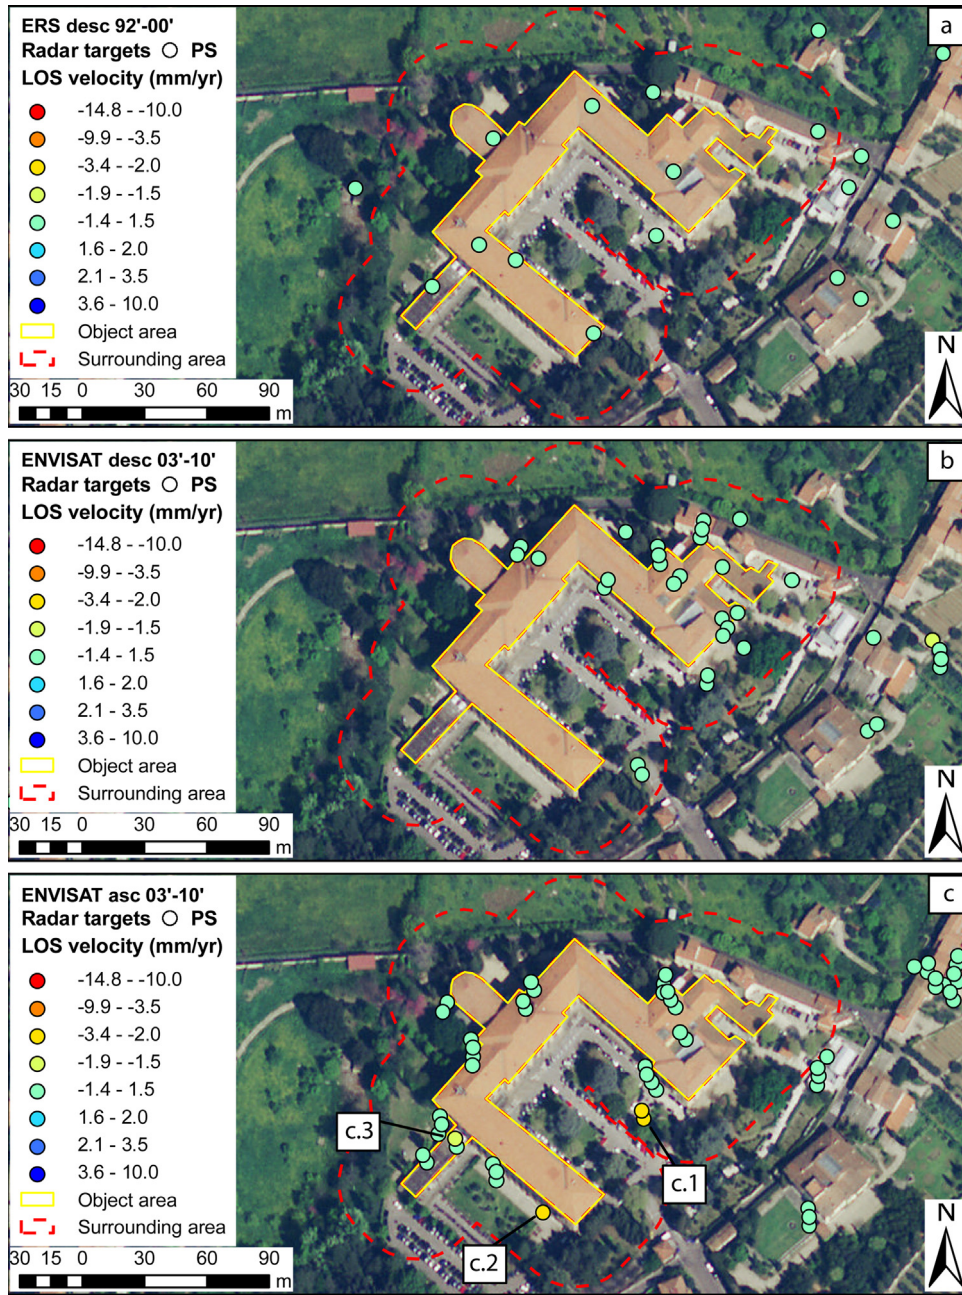 ERS desc 92'-00'
Radar targets PS
LOS velocity (mm/yr)
-14.8 - -10.0
-9.9 - -3.5
-3.4 - -2.0
-1.9 - -1.5
-1.4 - 1.5
1.6 - 2.0
2.1 - 3.5
3.6 - 10.0
Object area
Surrounding area
30 15 0 30 60 90
m
a
N
ENVISAT desc 03'-10'
Radar targets PS
LOS velocity (mm/yr)
-14.8 - -10.0
-9.9 - -3.5
-3.4 - -2.0
-1.9 - -1.5
-1.4 - 1.5
1.6 - 2.0
2.1 - 3.5
3.6 - 10.0
Object area
Surrounding area
30 15 0 30 60 90
m
b
N
ENVISAT asc 03'-10'
Radar targets PS
LOS velocity (mm/yr)
-14.8 - -10.0
-9.9 - -3.5
-3.4 - -2.0
-1.9 - -1.5
-1.4 - 1.5
1.6 - 2.0
2.1 - 3.5
3.6 - 10.0
Object area
Surrounding area
30 15 0 30 60 90
m
c
c.3
c.1
c.2
N